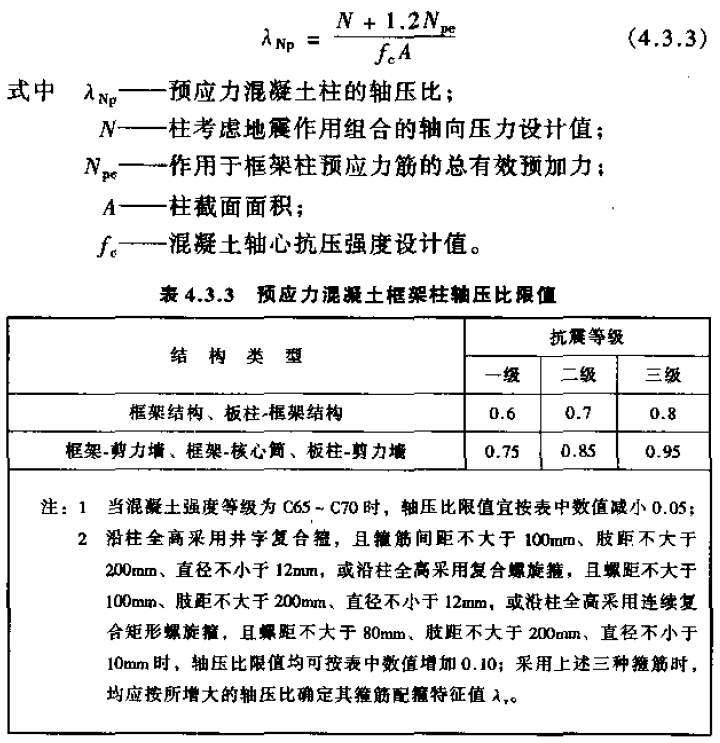 λNp = (N + 1.2Npe) / (fcA) (4.3.3)
式中 λNp——预应力混凝土柱的轴压比；
N——柱考虑地震作用组合的轴向压力设计值；
Npe——作用于框架柱预应力筋的总有效预加力；
A——柱截面面积；
fc——混凝土轴心抗压强度设计值。
表 4.3.3 预应力混凝土框架柱轴压比限值
结 构 类 型 抗震等级
一级 二级 三级
框架结构、板柱-框架结构 0.6 0.7 0.8
框架-剪力墙、框架-核心筒、板柱-剪力墙 0.75 0.85 0.95
注：1 当混凝土强度等级为 C65～C70 时，轴压比限值宜按表中数值减小 0.05；
2 沿柱全高采用井字复合箍，且箍筋间距不大于 100mm、肢距不大于
200mm、直径不小于 12mm，或沿柱全高采用复合螺旋箍，且螺距不大于
100mm、肢距不大于 200mm、直径不小于 12mm，或沿柱全高采用连续复
合矩形螺旋箍，且螺距不大于 80mm、肢距不大于 200mm、直径不小于
10mm 时，轴压比限值均可按表中数值增加 0.10；采用上述三种箍筋时，
均应按所增大的轴压比确定其箍筋配箍特征值 λv。